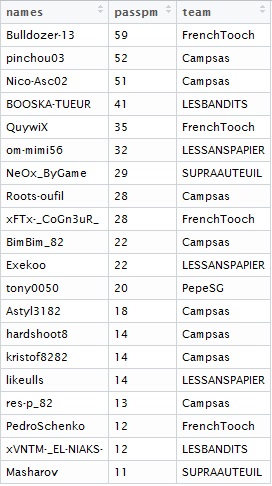 names passpm team
Bulldozer-13 59 FrenchTooch
pinchou03 52 Campsas
Nico-Asc02 51 Campsas
BOOSKA-TUEUR 41 LESBANDITS
QuywiX 35 FrenchTooch
om-mimi56 32 LESSANSPAPIER
NeOx_ByGame 29 SUPRAAUTEUIL
Roots-oufil 28 Campsas
xFTx-_CoGn3uR_ 28 FrenchTooch
BimBim_82 22 Campsas
Exekoo 22 LESSANSPAPIER
tony0050 20 PepeSG
Astyl3182 18 Campsas
hardshoot8 14 Campsas
kristof8282 14 Campsas
likeulls 14 LESSANSPAPIER
res-p_82 13 Campsas
PedroSchenko 12 FrenchTooch
xVNTM-_EL-NIAKS- 12 LESBANDITS
Masharov 11 SUPRAAUTEUIL